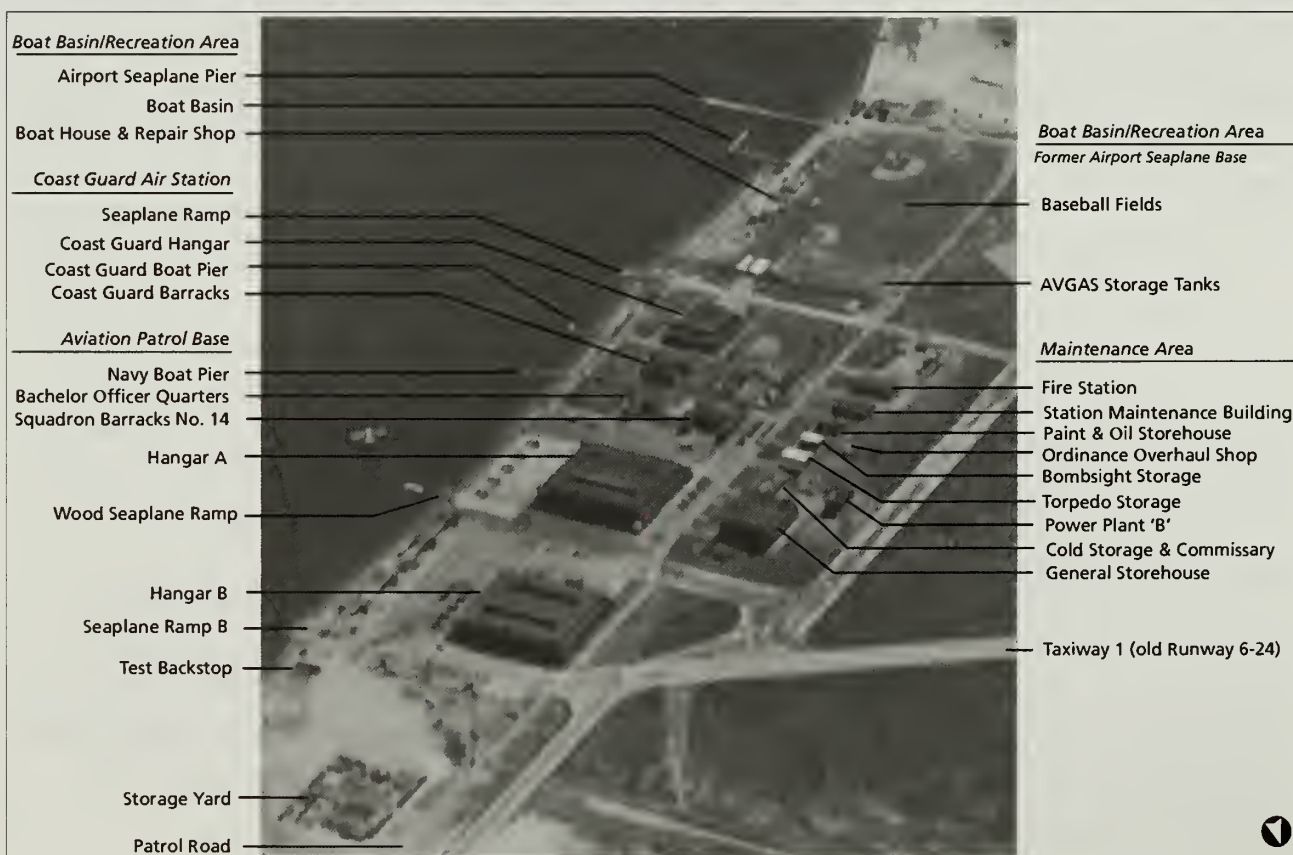 Boat Basin/Recreation Area
Airport Seaplane Pier
Boat Basin
Boat House & Repair Shop
Coast Guard Air Station
Seaplane Ramp
Coast Guard Hangar
Coast Guard Boat Pier
Coast Guard Barracks
Aviation Patrol Base
Navy Boat Pier
Bachelor Officer Quarters
Squadron Barracks No. 14
Hangar A
Wood Seaplane Ramp
Hangar B
Seaplane Ramp B
Test Backstop
Storage Yard
Patrol Road
Boat Basin/Recreation Area
Former Airport Seaplane Base
Baseball Fields
AVGAS Storage Tanks
Maintenance Area
Fire Station
Station Maintenance Building
Paint & Oil Storehouse
Ordinance Overhaul Shop
Bombsight Storage
Torpedo Storage
Power Plant 'B'
Cold Storage & Commissary
General Storehouse
Taxiway 1 (old Runway 6-24)